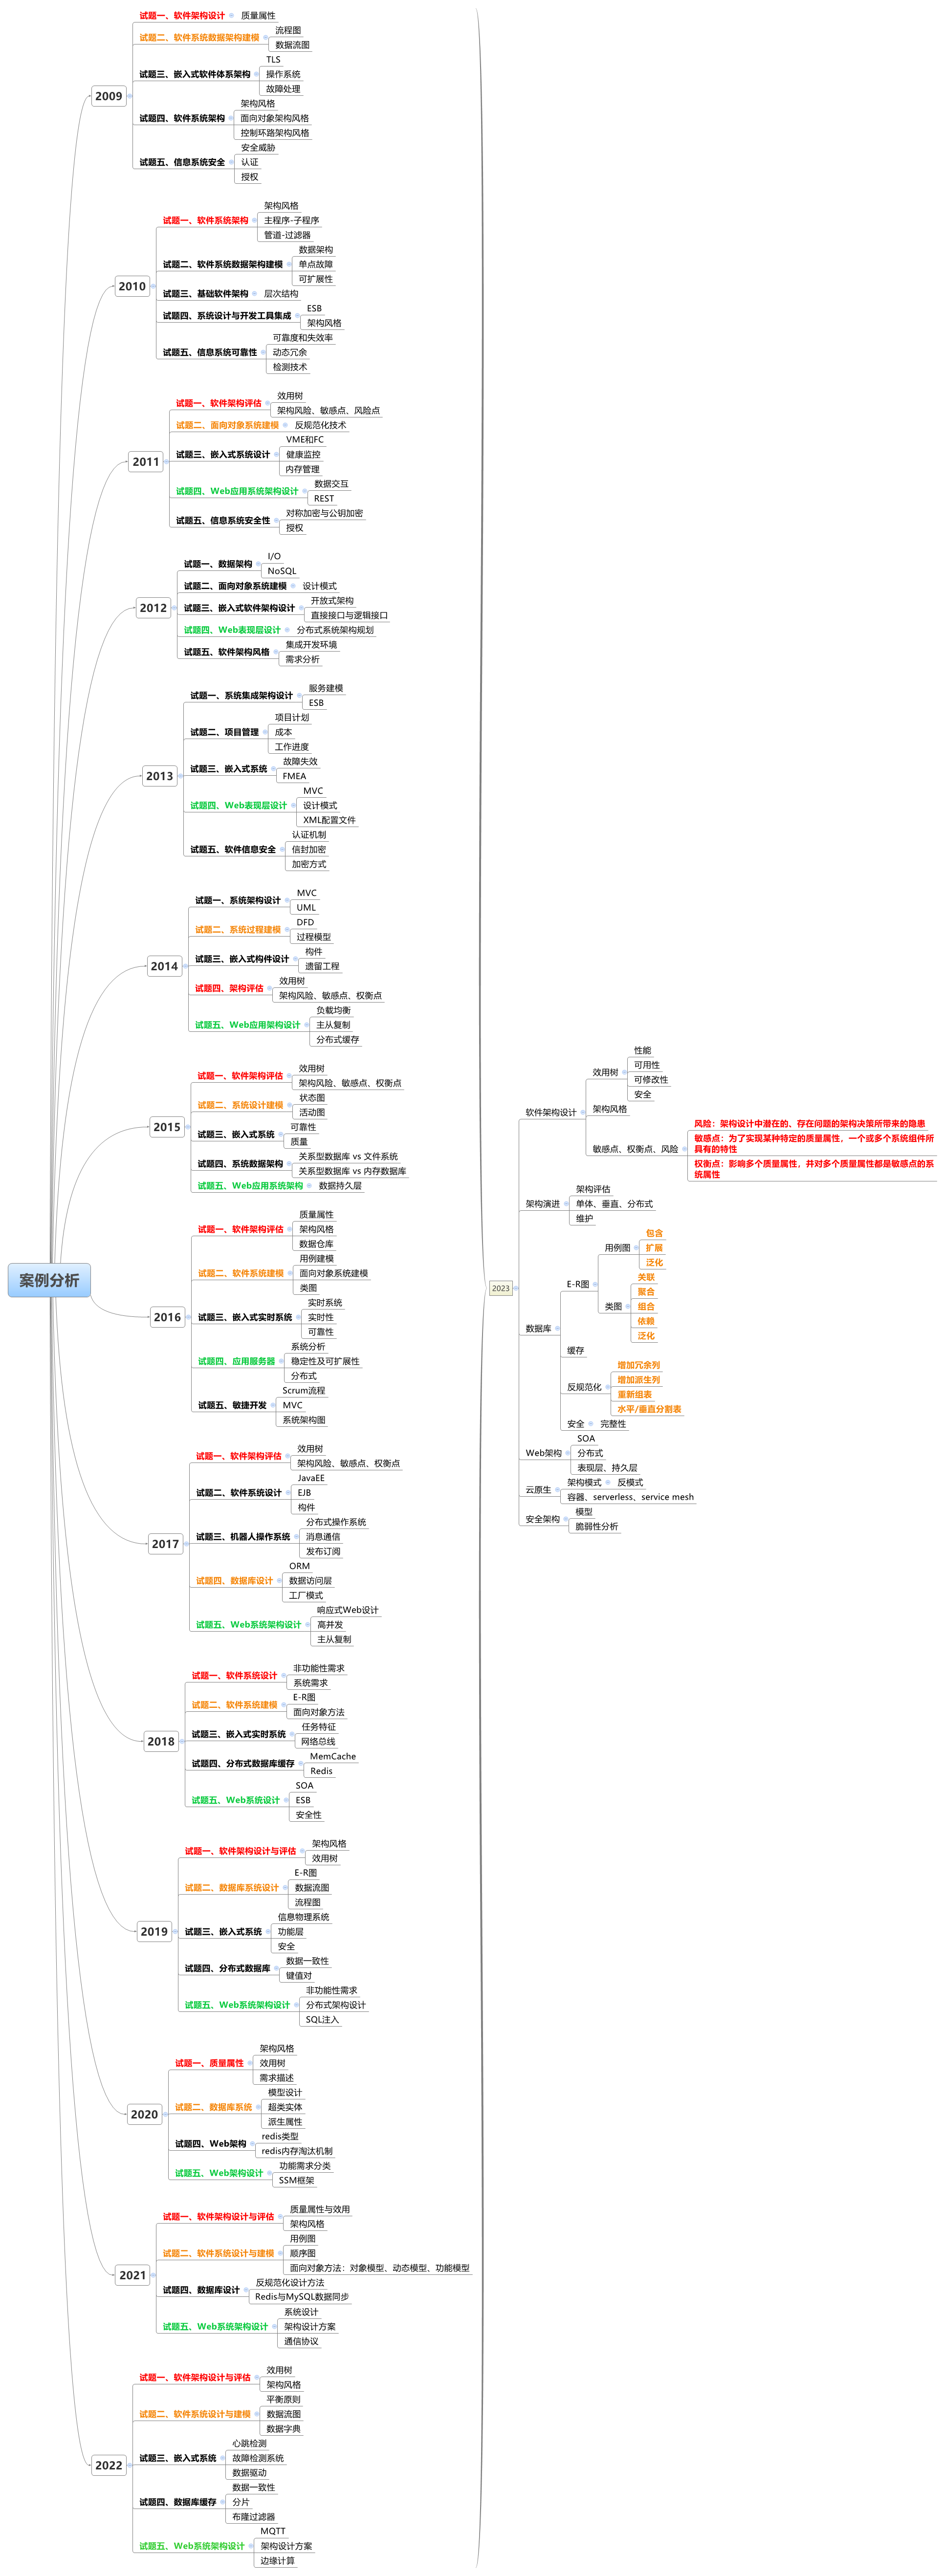 案例分析
2009
试题一、软件架构设计
质量属性
试题二、软件系统数据架构建模
流程图
数据流图
试题三、嵌入式软件体系架构
TLS
操作系统
故障处理
试题四、软件系统架构
架构风格
面向对象架构风格
控制环路架构风格
试题五、信息系统安全
安全威胁
认证
授权
2010
试题一、软件系统架构
架构风格
主程序-子程序
管道-过滤器
试题二、软件系统数据架构建模
数据架构
单点故障
可扩展性
试题三、基础软件架构
层次结构
试题四、系统设计与开发工具集成
ESB
架构风格
试题五、信息系统可靠性
可靠度和失效率
动态冗余
检测技术
2011
试题一、软件架构评估
效用树
架构风险、敏感点、风险点
试题二、面向对象系统建模
反规范化技术
试题三、嵌入式系统设计
VME和FC
健康监控
内存管理
试题四、Web应用系统架构设计
数据交互
REST
试题五、信息系统安全性
对称加密与公钥加密
授权
2012
试题一、数据架构
I/O
NoSQL
试题二、面向对象系统建模
设计模式
试题三、嵌入式软件架构设计
开放式架构
直接接口与逻辑接口
试题四、Web表现层设计
分布式系统架构规划
试题五、软件架构风格
集成开发环境
需求分析
2013
试题一、系统集成架构设计
服务建模
ESB
试题二、项目管理
项目计划
成本
工作进度
试题三、嵌入式系统
故障失效
FMEA
试题四、Web表现层设计
MVC
设计模式
XML配置文件
试题五、软件信息安全
认证机制
信封加密
加密方式
2014
试题一、系统架构设计
MVC
UML
试题二、系统过程建模
DFD
过程模型
试题三、嵌入式构件设计
构件
遗留工程
试题四、架构评估
效用树
架构风险、敏感点、权衡点
试题五、Web应用架构设计
负载均衡
主从复制
分布式缓存
2015
试题一、软件架构评估
效用树
架构风险、敏感点、权衡点
试题二、系统设计建模
状态图
活动图
试题三、嵌入式系统
可靠性
质量
试题四、系统数据架构
关系型数据库 vs 文件系统
关系型数据库 vs 内存数据库
试题五、Web应用系统架构
数据持久层
2016
试题一、软件架构评估
质量属性
架构风格
数据仓库
试题二、软件系统建模
用例建模
面向对象系统建模
类图
试题三、嵌入式实时系统
实时系统
实时性
可靠性
试题四、应用服务器
系统分析
稳定性及可扩展性
分布式
试题五、敏捷开发
Scrum流程
MVC
系统架构图
2017
试题一、软件架构评估
效用树
架构风险、敏感点、权衡点
试题二、软件系统设计
JavaEE
EJB
构件
试题三、机器人操作系统
分布式操作系统
消息通信
发布订阅
试题四、数据库设计
ORM
数据访问层
工厂模式
试题五、Web系统架构设计
响应式Web设计
高并发
主从复制
2018
试题一、软件系统设计
非功能性需求
系统需求
试题二、软件系统建模
E-R图
面向对象方法
试题三、嵌入式实时系统
任务特征
网络总线
试题四、分布式数据库缓存
MemCache
Redis
试题五、Web系统设计
SOA
ESB
安全性
2019
试题一、软件架构设计与评估
架构风格
效用树
试题二、数据库系统设计
E-R图
数据流图
流程图
试题三、嵌入式系统
信息物理系统
功能层
安全
试题四、分布式数据库
数据一致性
键值对
试题五、Web系统架构设计
非功能性需求
分布式架构设计
SQL注入
2020
试题一、质量属性
架构风格
效用树
需求描述
试题二、数据库系统
模型设计
超类实体
派生属性
试题四、Web架构
redis类型
redis内存淘汰机制
试题五、Web架构设计
功能需求分类
SSM框架
2021
试题一、软件架构设计与评估
质量属性与效用
架构风格
试题二、软件系统设计与建模
用例图
顺序图
面向对象方法：对象模型、动态模型、功能模型
试题四、数据库设计
反规范化设计方法
Redis与MySQL数据同步
试题五、Web系统架构设计
系统设计
架构设计方案
通信协议
2022
试题一、软件架构设计与评估
效用树
架构风格
试题二、软件系统设计与建模
平衡原则
数据流图
数据字典
试题三、嵌入式系统
心跳检测
故障检测系统
数据驱动
试题四、数据库缓存
数据一致性
分片
布隆过滤器
试题五、Web系统架构设计
MQTT
架构设计方案
边缘计算
2023
软件架构设计
效用树
性能
可用性
可修改性
安全
架构风格
敏感点、权衡点、风险
风险：架构设计中潜在的、存在问题的架构决策所带来的隐患
敏感点：为了实现某种特定的质量属性，一个或多个系统组件所
具有的特性
权衡点：影响多个质量属性，并对多个质量属性都是敏感点的系
统属性
架构演进
架构评估
单体、垂直、分布式
维护
数据库
E-R图
用例图
包含
扩展
泛化
类图
关联
聚合
组合
依赖
泛化
缓存
反规范化
增加冗余列
增加派生列
重新组表
水平/垂直分割表
安全
完整性
Web架构
SOA
分布式
表现层、持久层
云原生
架构模式
反模式
容器、serverless、service mesh
安全架构
模型
脆弱性分析